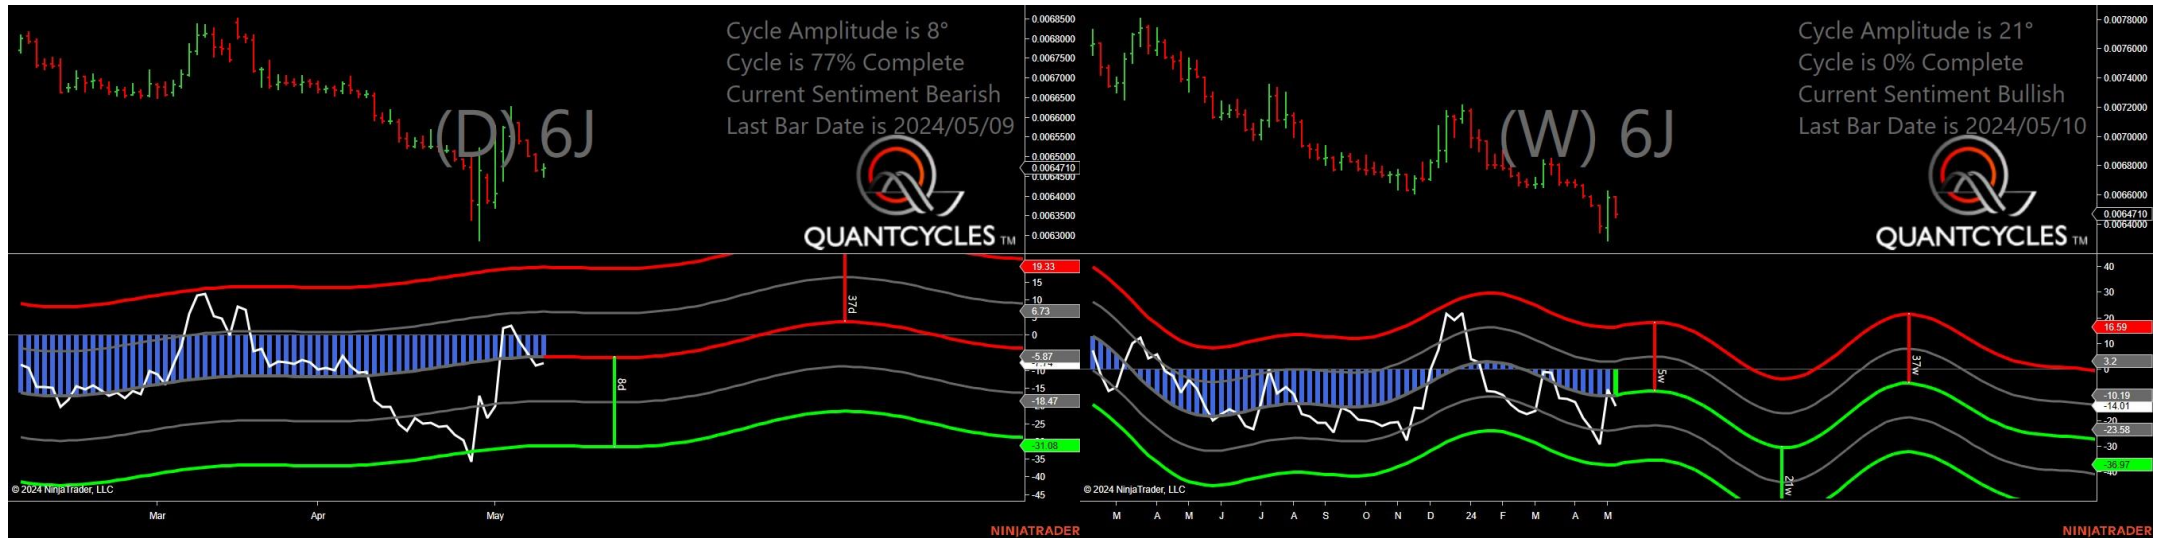 Cycle Amplitude is 8°
Cycle is 77% Complete
Current Sentiment Bearish
Last Bar Date is 2024/05/09
(D) 6J
QUANTCYCLES TM
0.0068500
0.0068000
0.0067500
0.0067000
0.0066500
0.0066000
0.0065500
0.0065000
0.0064710
0.0064500
0.0064000
0.0063500
0.0063000
19.33
15
10
6.73
5
0
-5.87
-10
-15
-18.47
-25
-31.08
-35
-40
-45
37d
8d
© 2024 NinjaTrader, LLC
Mar
Apr
May
NINJATRADER
Cycle Amplitude is 21°
Cycle is 0% Complete
Current Sentiment Bullish
Last Bar Date is 2024/05/10
(W) 6J
QUANTCYCLES TM
0.0078000
0.0076000
0.0074000
0.0072000
0.0070000
0.0068000
0.0066000
0.0064710
0.0064000
40
30
20
16.59
3.2
0
-10.19
-14.01
-20
-23.58
-30
-36.97
-40
5w
21w
37w
© 2024 NinjaTrader, LLC
M A M J J A S O N D 24 F M A M
NINJATRADER